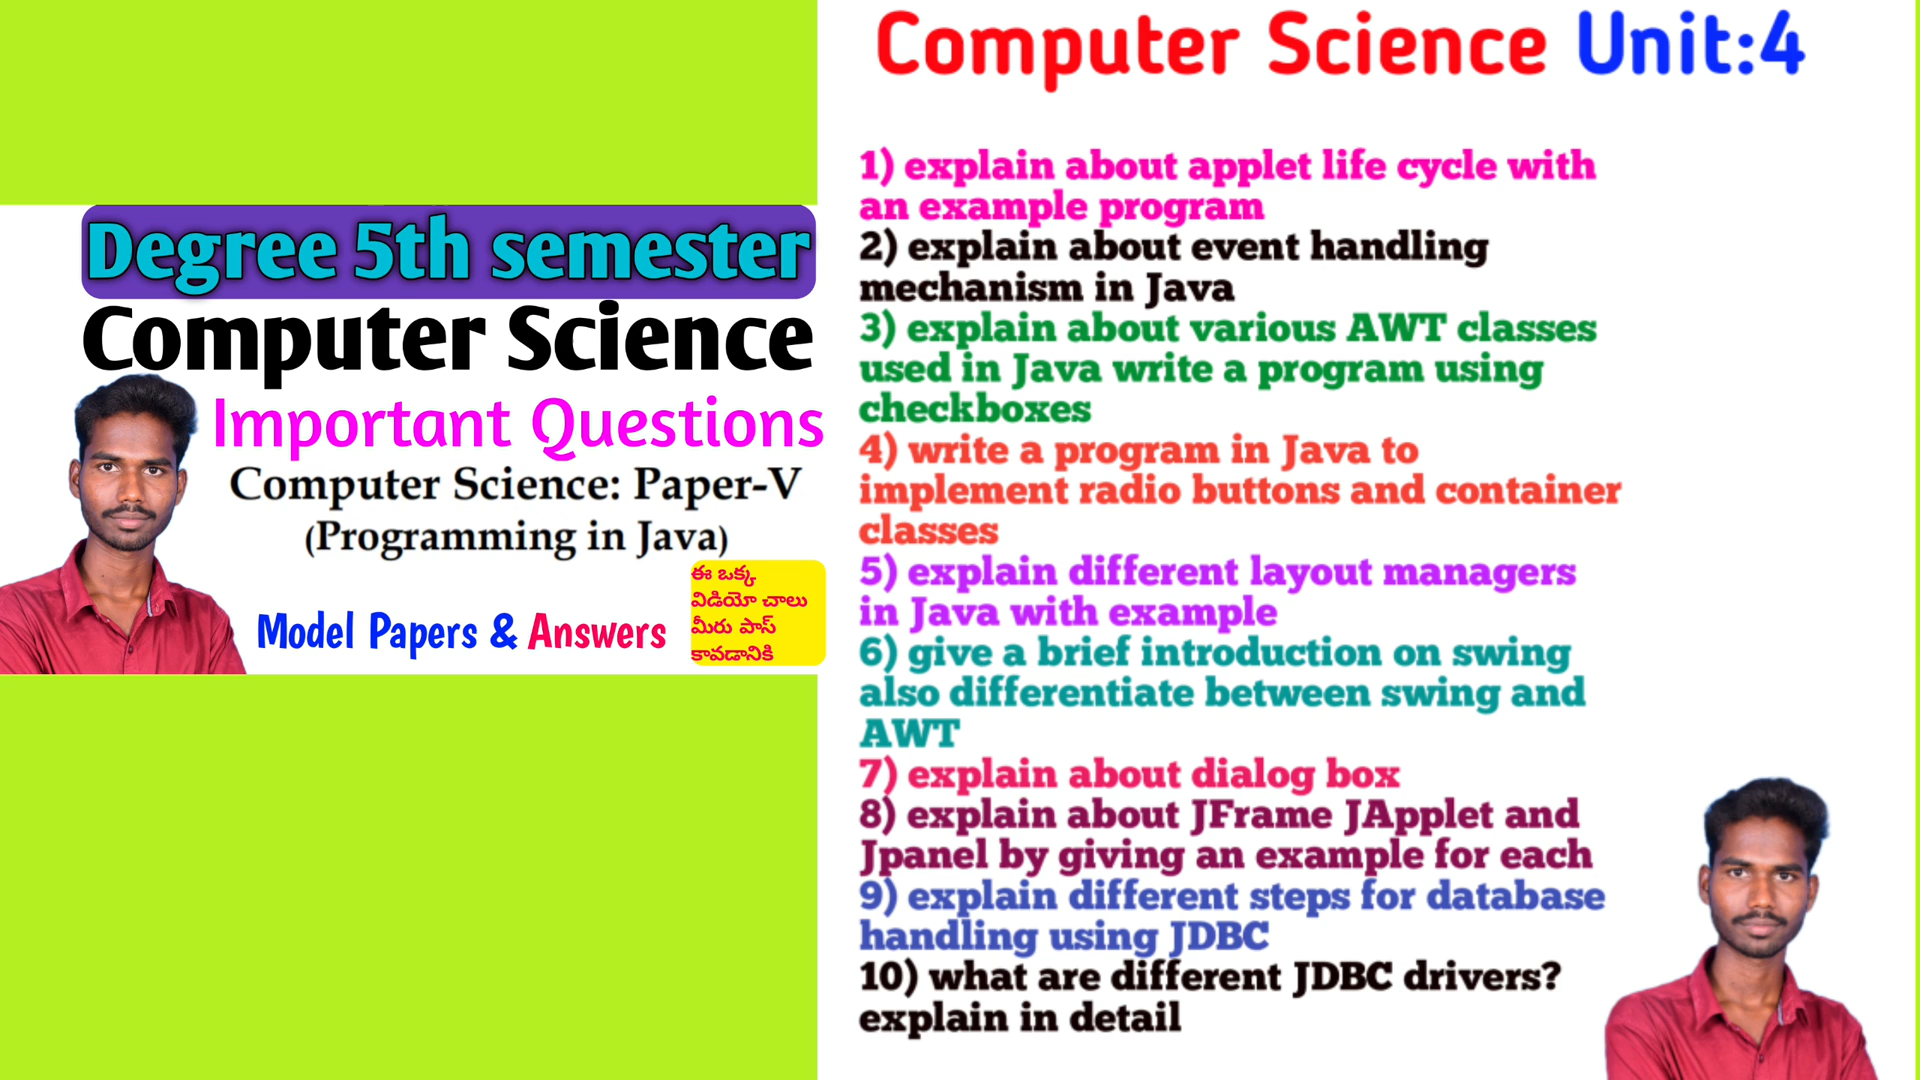 Degree 5th semester
Computer Science
Important Questions
Computer Science: Paper-V
(Programming in Java)
Model Papers & Answers
ఈ ఒక్క
విడియో చాలు
మీరు పాస్
కావడానికి
Computer Science Unit:4
1) explain about applet life cycle with
an example program
2) explain about event handling
mechanism in Java
3) explain about various AWT classes
used in Java write a program using
checkboxes
4) write a program in Java to
implement radio buttons and container
classes
5) explain different layout managers
in Java with example
6) give a brief introduction on swing
also differentiate between swing and
AWT
7) explain about dialog box
8) explain about JFrame JApplet and
Jpanel by giving an example for each
9) explain different steps for database
handling using JDBC
10) what are different JDBC drivers?
explain in detail